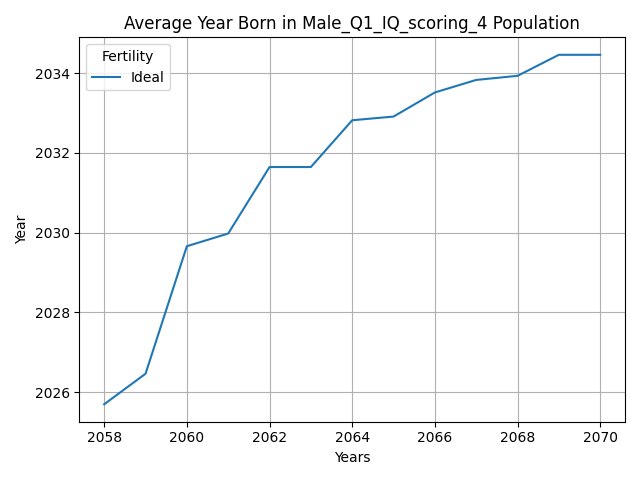 Average Year Born in Male_Q1_IQ_scoring_4 Population
Fertility
Ideal
Year
2034
2032
2030
2028
2026
2058 2060 2062 2064 2066 2068 2070
Years